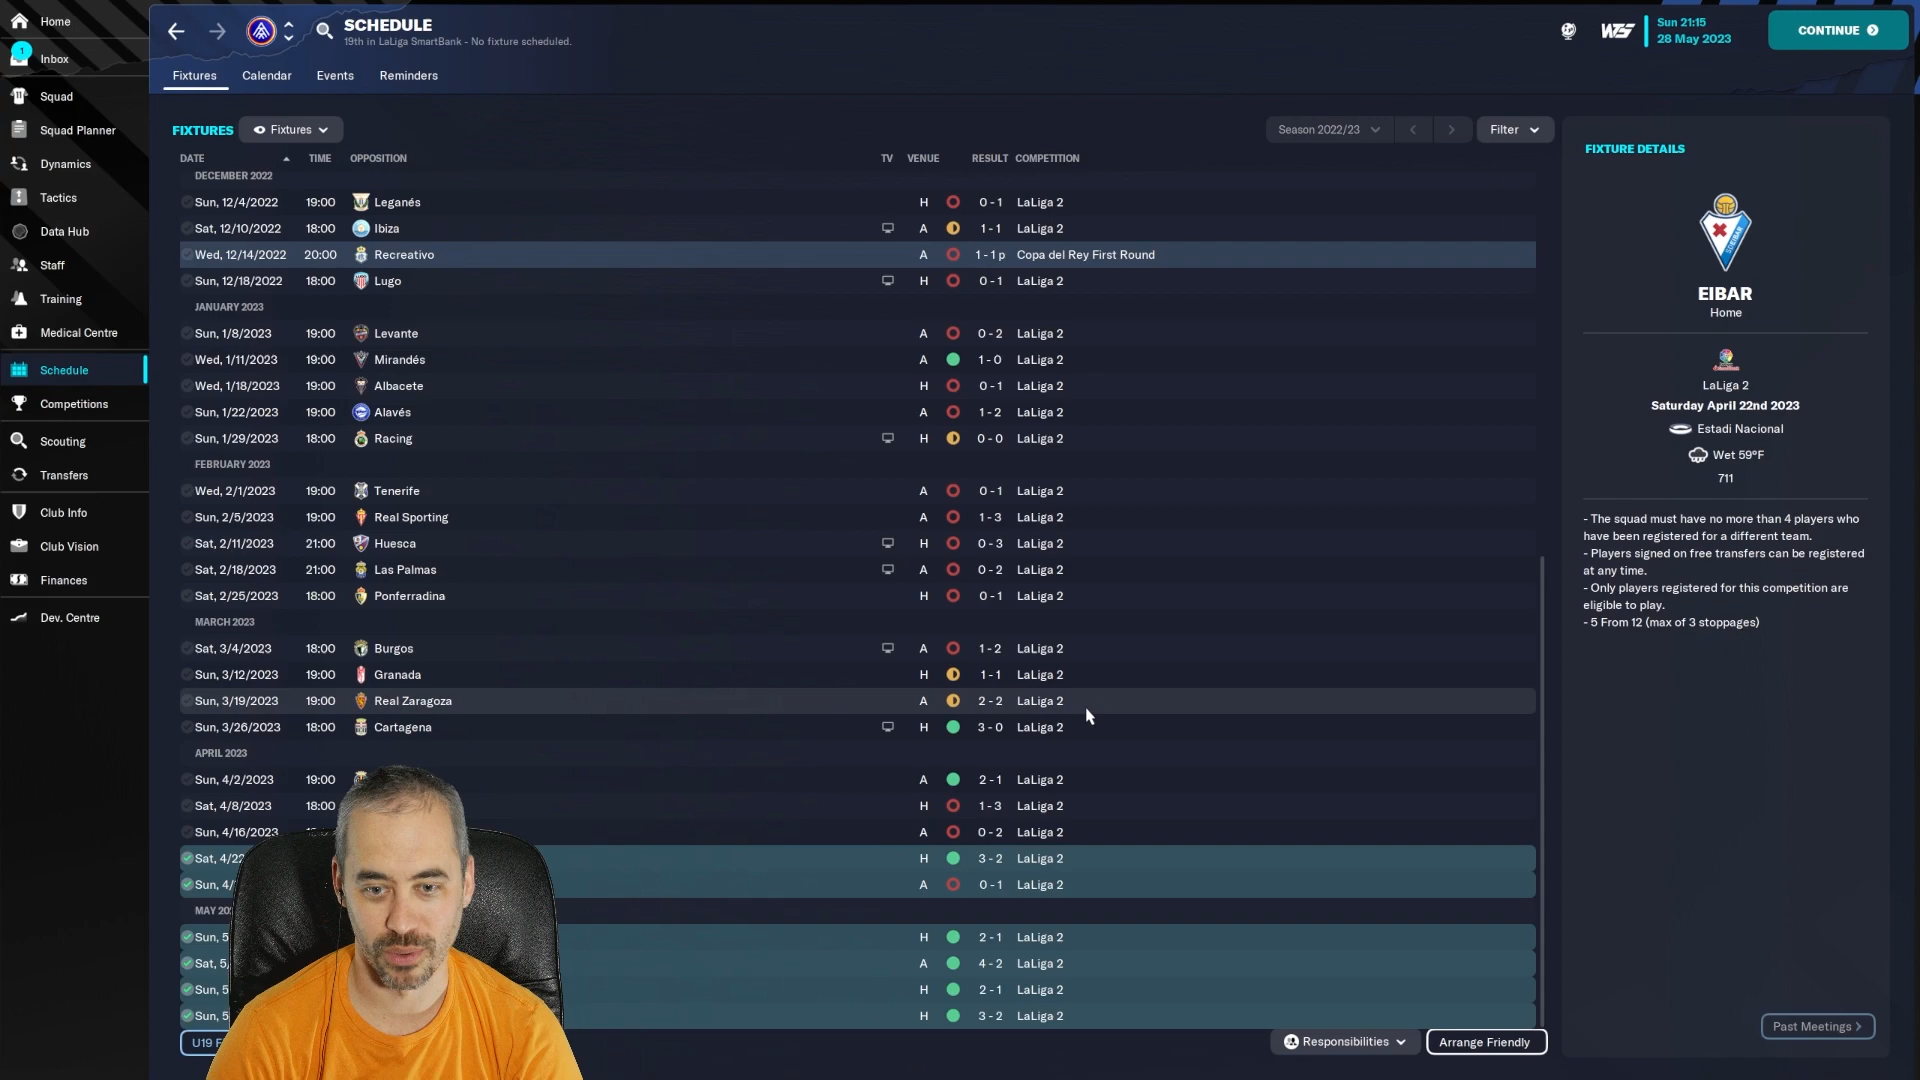 Home
1
Inbox
Squad
Squad Planner
Dynamics
Tactics
Data Hub
Staff
Training
Medical Centre
Schedule
Competitions
Scouting
Transfers
Club Info
Club Vision
Finances
Dev. Centre
SCHEDULE
19th in LaLiga SmartBank - No fixture scheduled.
Sun 21:15
28 May 2023
CONTINUE
Fixtures Calendar Events Reminders
FIXTURES Fixtures Season 2022/23 Filter
DATE TIME OPPOSITION TV VENUE RESULT COMPETITION
DECEMBER 2022
Sun, 12/4/2022 19:00 Leganés H 0 - 1 LaLiga 2
Sat, 12/10/2022 18:00 Ibiza A 1 - 1 LaLiga 2
Wed, 12/14/2022 20:00 Recreativo A 1 - 1 p Copa del Rey First Round
Sun, 12/18/2022 18:00 Lugo H 0 - 1 LaLiga 2
JANUARY 2023
Sun, 1/8/2023 19:00 Levante A 0 - 2 LaLiga 2
Wed, 1/11/2023 19:00 Mirandés A 1 - 0 LaLiga 2
Wed, 1/18/2023 19:00 Albacete H 0 - 1 LaLiga 2
Sun, 1/22/2023 19:00 Alavés A 1 - 2 LaLiga 2
Sun, 1/29/2023 18:00 Racing H 0 - 0 LaLiga 2
FEBRUARY 2023
Wed, 2/1/2023 19:00 Tenerife A 0 - 1 LaLiga 2
Sun, 2/5/2023 19:00 Real Sporting A 1 - 3 LaLiga 2
Sat, 2/11/2023 21:00 Huesca H 0 - 3 LaLiga 2
Sat, 2/18/2023 21:00 Las Palmas A 0 - 2 LaLiga 2
Sat, 2/25/2023 18:00 Ponferradina H 0 - 1 LaLiga 2
MARCH 2023
Sat, 3/4/2023 18:00 Burgos A 1 - 2 LaLiga 2
Sun, 3/12/2023 19:00 Granada H 1 - 1 LaLiga 2
Sun, 3/19/2023 19:00 Real Zaragoza A 2 - 2 LaLiga 2
Sun, 3/26/2023 18:00 Cartagena H 3 - 0 LaLiga 2
APRIL 2023
Sun, 4/2/2023 19:00 A 2 - 1 LaLiga 2
Sat, 4/8/2023 18:00 H 1 - 3 LaLiga 2
Sun, 4/16/2023 A 0 - 2 LaLiga 2
Sat, 4/22 H 3 - 2 LaLiga 2
Sun, 4/ A 0 - 1 LaLiga 2
MAY 20
Sun, 5 H 2 - 1 LaLiga 2
Sat, 5/ A 4 - 2 LaLiga 2
Sun, 5 H 2 - 1 LaLiga 2
Sun, 5 H 3 - 2 LaLiga 2
U19 F Responsibilities Arrange Friendly
FIXTURE DETAILS
EIBAR
Home
LaLiga 2
Saturday April 22nd 2023
Estadi Nacional
Wet 59°F
711
- The squad must have no more than 4 players who
have been registered for a different team.
- Players signed on free transfers can be registered
at any time.
- Only players registered for this competition are
eligible to play.
- 5 From 12 (max of 3 stoppages)
Past Meetings